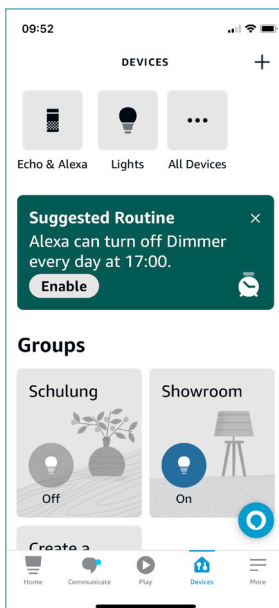 09:52
DEVICES
Echo & Alexa
Lights
All Devices
Suggested Routine
Alexa can turn off Dimmer
every day at 17:00.
Enable
Groups
Schulung
Showroom
Off
On
Create a
Home
Communicate
Play
Devices
More